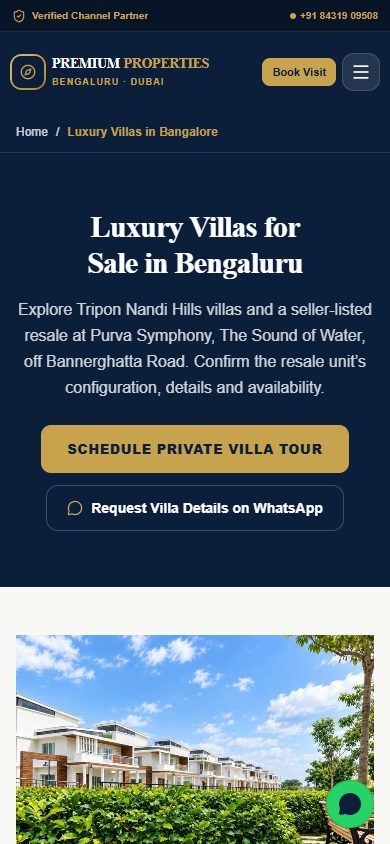 Verified Channel Partner
+91 84319 09508
PREMIUM PROPERTIES
BENGALURU · DUBAI
Book Visit
Home / Luxury Villas in Bangalore
Luxury Villas for
Sale in Bengaluru
Explore Tripon Nandi Hills villas and a seller-listed
resale at Purva Symphony, The Sound of Water,
off Bannerghatta Road. Confirm the resale unit's
configuration, details and availability.
SCHEDULE PRIVATE VILLA TOUR
Request Villa Details on WhatsApp